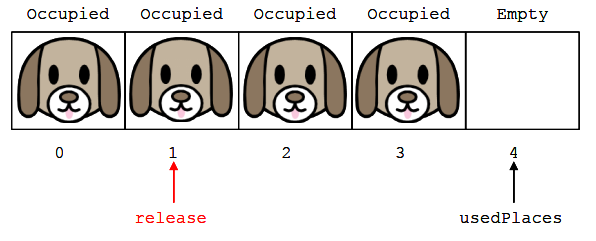 Occupied Occupied Occupied Occupied Empty
0 1 2 3 4
release usedPlaces